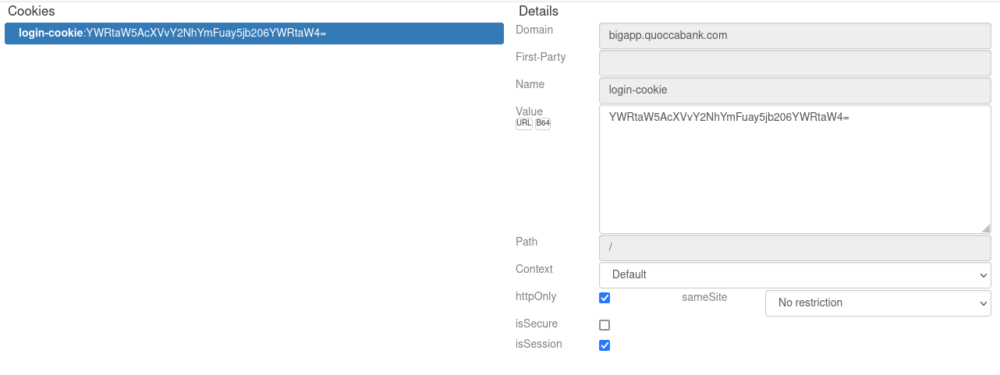 Cookies
login-cookie:YWRtaW5AcXVvY2NhYmFuay5jb206YWRtaW4=
Details
Domain
bigapp.quoccabank.com
First-Party
Name
login-cookie
Value
URL B64
YWRtaW5AcXVvY2NhYmFuay5jb206YWRtaW4=
Path
/
Context
Default
httpOnly
sameSite
No restriction
isSecure
isSession